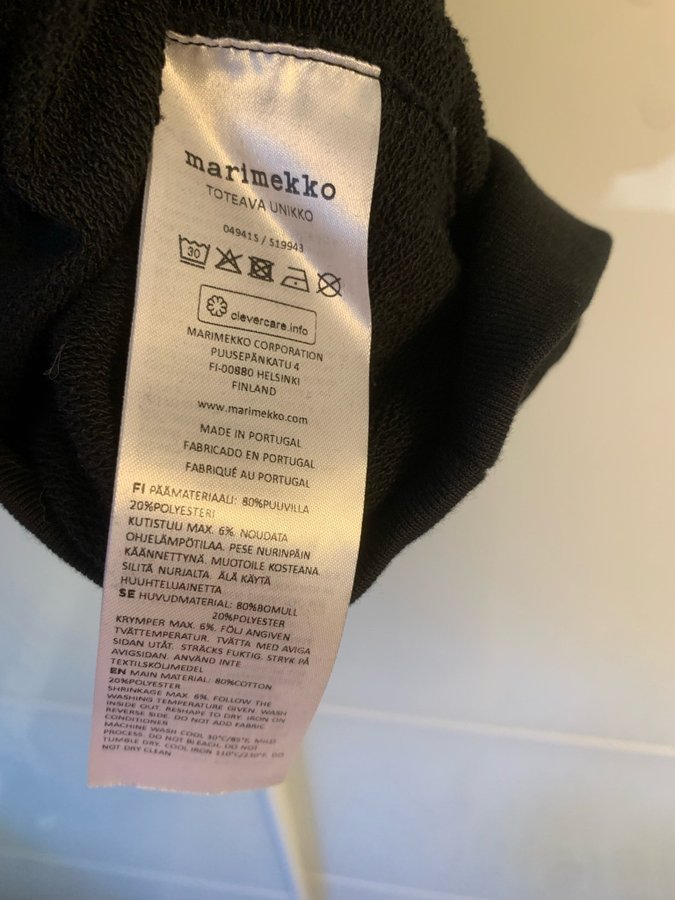 marimekko
TOTEAVA UNIKKO
049415 / 519943
30
clevercare.info
MARIMEKKO CORPORATION
PUUSEPÄNKATU 4
FI-00880 HELSINKI
FINLAND
www.marimekko.com
MADE IN PORTUGAL
FABRICADO EN PORTUGAL
FABRIQUÉ AU PORTUGAL
FI PÄÄMATERIAALI: 80%PUUVILLA
20%POLYESTERI
KUTISTUU MAX. 6%. NOUDATA
OHJELÄMPÖTILAA. PESE NURINPÄIN
KÄÄNNETTYNÄ. MUOTOILE KOSTEANA.
SILITÄ NURJALTA. ÄLÄ KÄYTÄ
HUUHTELUAINETTA
SE HUVUDMATERIAL: 80%BOMULL
20%POLYESTER
KRYMPER MAX. 6%. FÖLJ ANGIVEN
TVÄTTEMPERATUR. TVÄTTA MED AVIGA
SIDAN UTÅT. STRÄCKS FUKTIG. STRYK PÅ
AVIGSIDAN. ANVÄND INTE
TEXTILSKÖLJMEDEL
EN MAIN MATERIAL: 80%COTTON
20%POLYESTER
SHRINKAGE MAX. 6%. FOLLOW THE
WASHING TEMPERATURE GIVEN. WASH
INSIDE OUT. RESHAPE TO DRY. IRON ON
REVERSE SIDE. DO NOT ADD FABRIC
CONDITIONER
MACHINE WASH COOL 30°C/85°F, MILD
PROCESS. DO NOT BLEACH. DO NOT
TUMBLE DRY. COOL IRON 110°C/230°F. DO
NOT DRY CLEAN